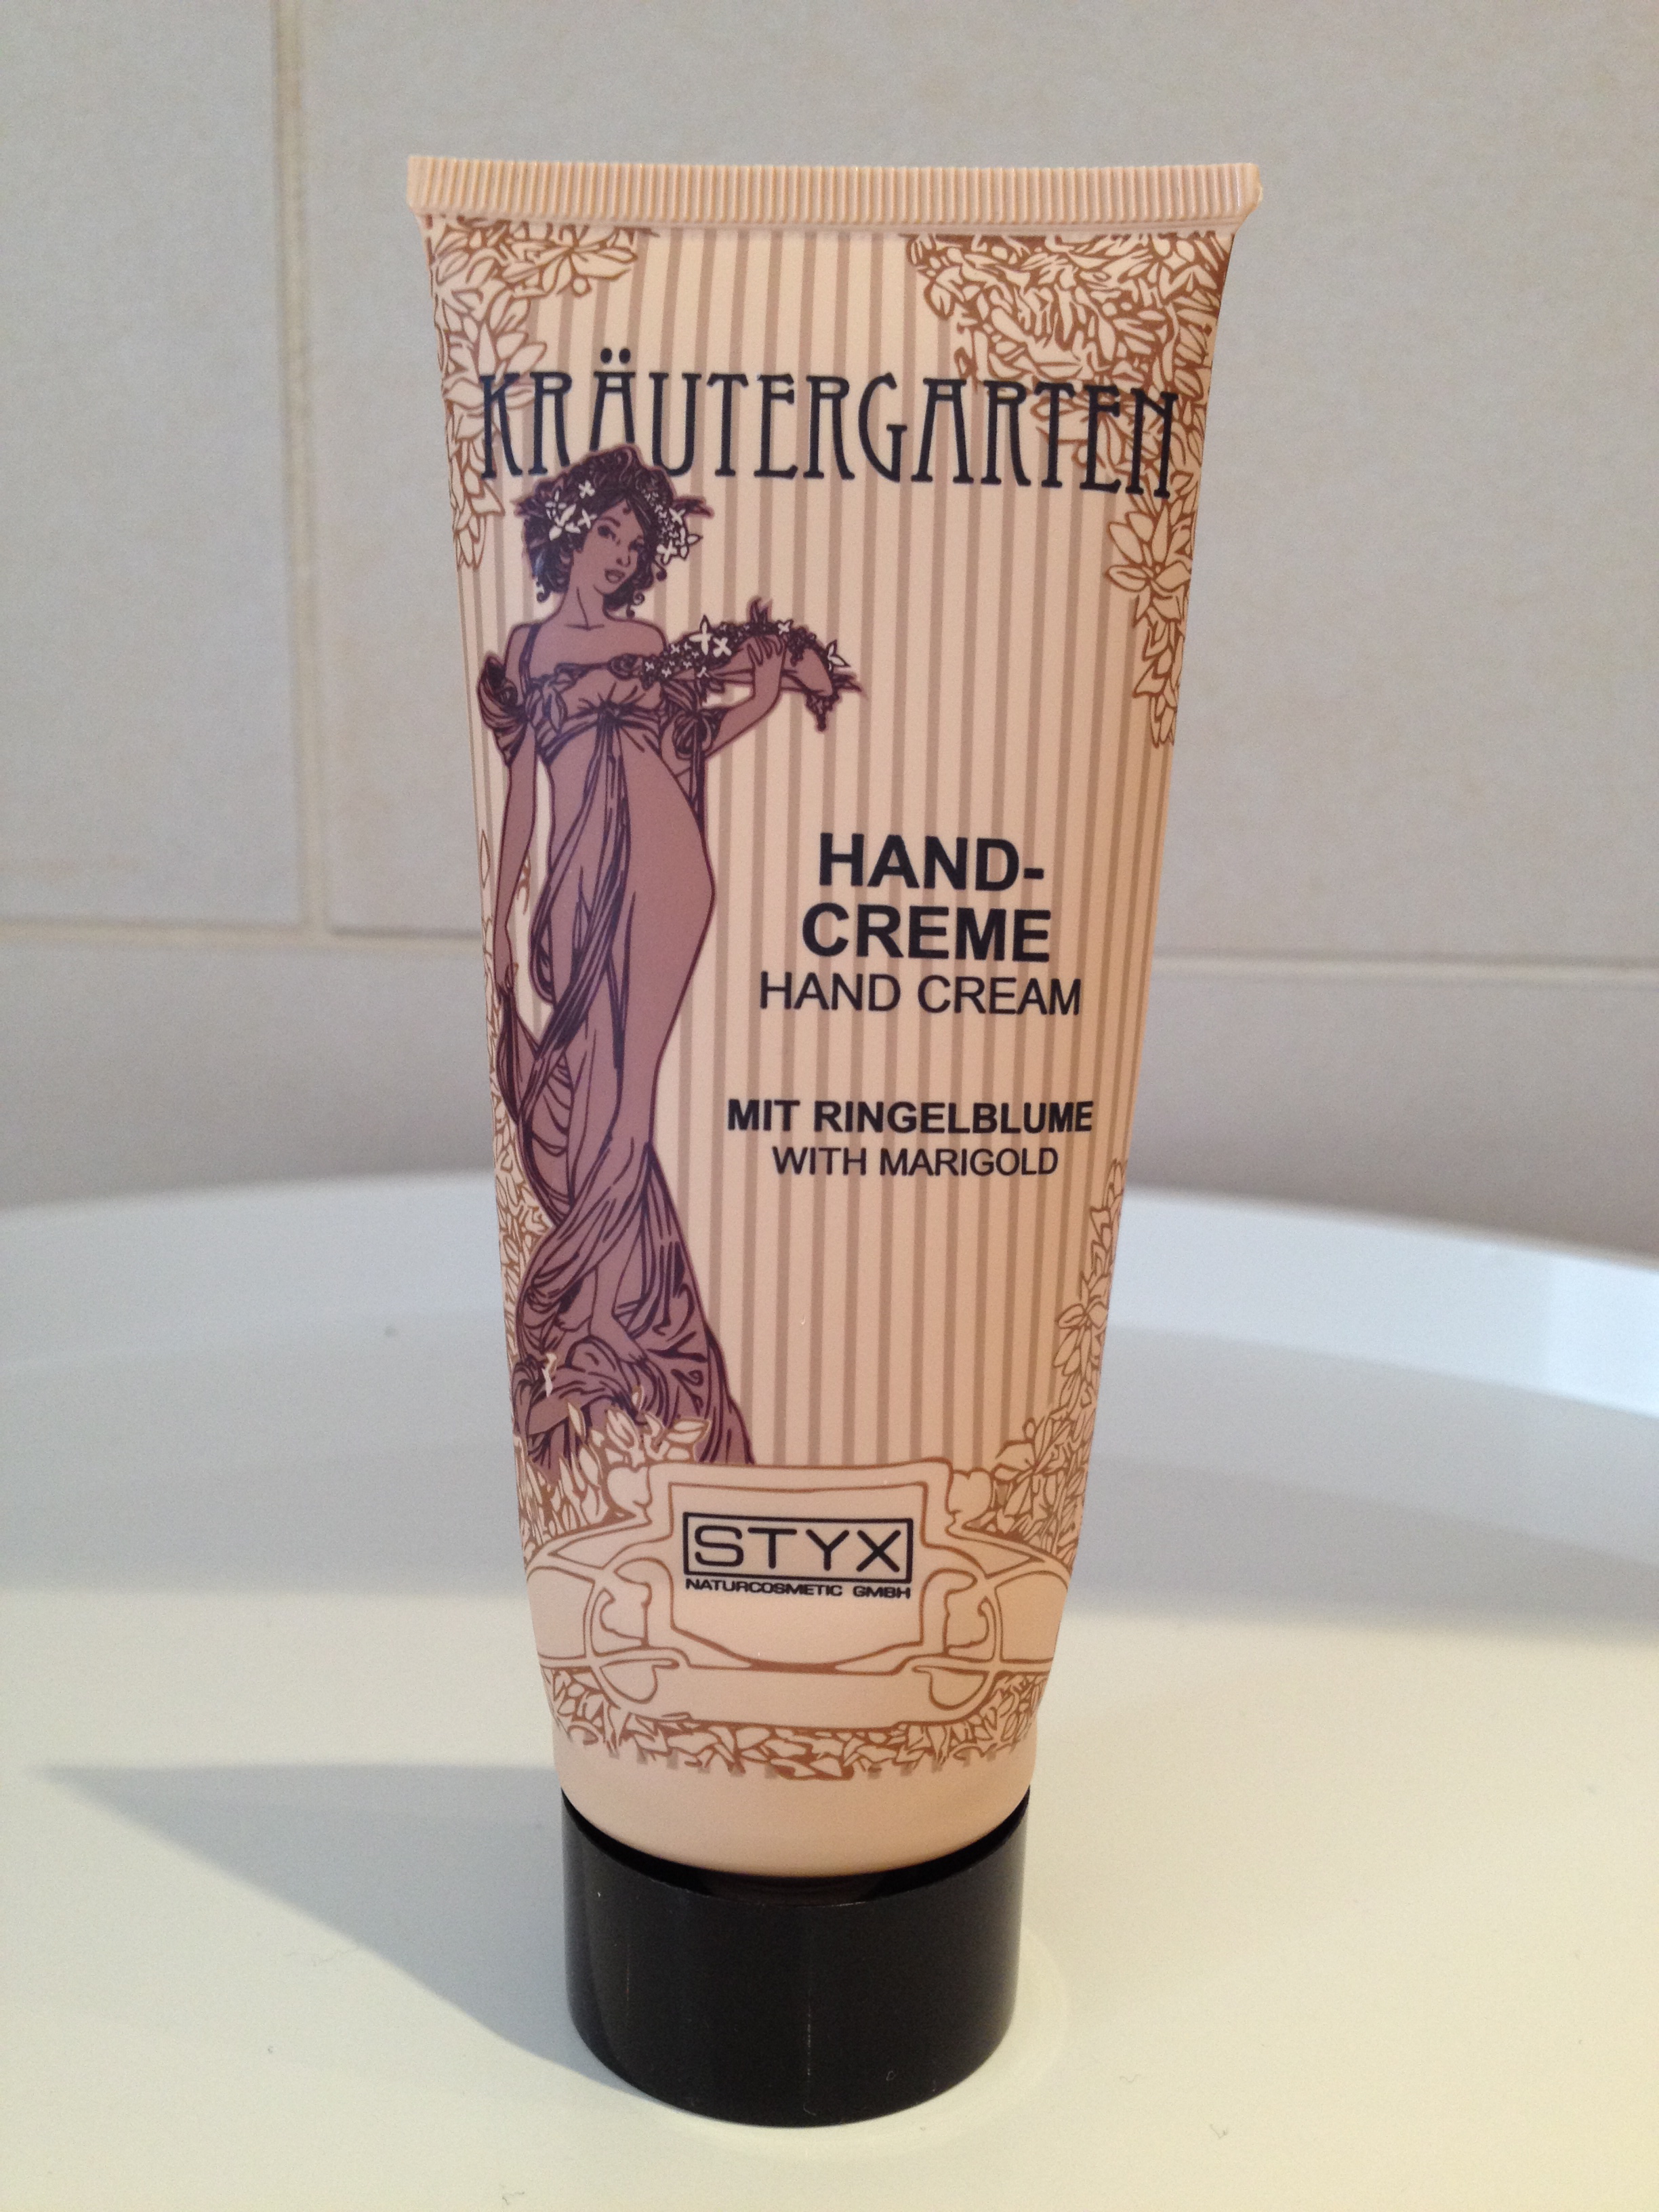 KRÄUTERGARTEN
HAND-
CREME
HAND CREAM
MIT RINGELBLUME
WITH MARIGOLD
STYX
NATURCOSMETIC GMBH